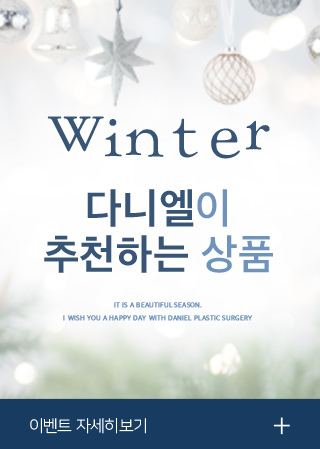 Winter
다니엘이
추천하는 상품
IT IS A BEAUTIFUL SEASON.
I WISH YOU A HAPPY DAY WITH DANIEL PLASTIC SURGERY
이벤트 자세히보기 +